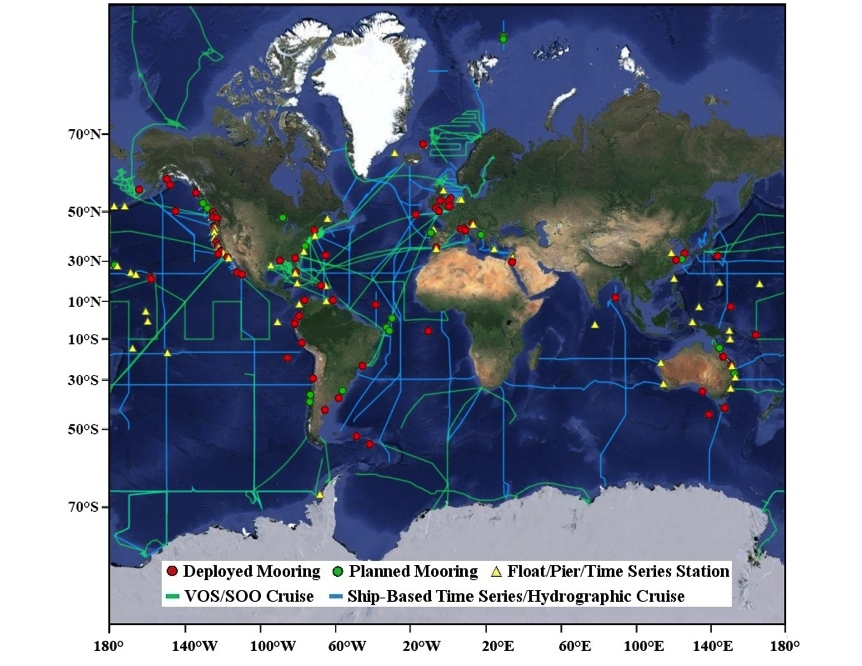 70°N
50°N
30°N
10°N
10°S
30°S
50°S
70°S
Deployed Mooring Planned Mooring Float/Pier/Time Series Station
VOS/SOO Cruise Ship-Based Time Series/Hydrographic Cruise
180° 140°W 100°W 60°W 20°W 20°E 60°E 100°E 140°E 180°